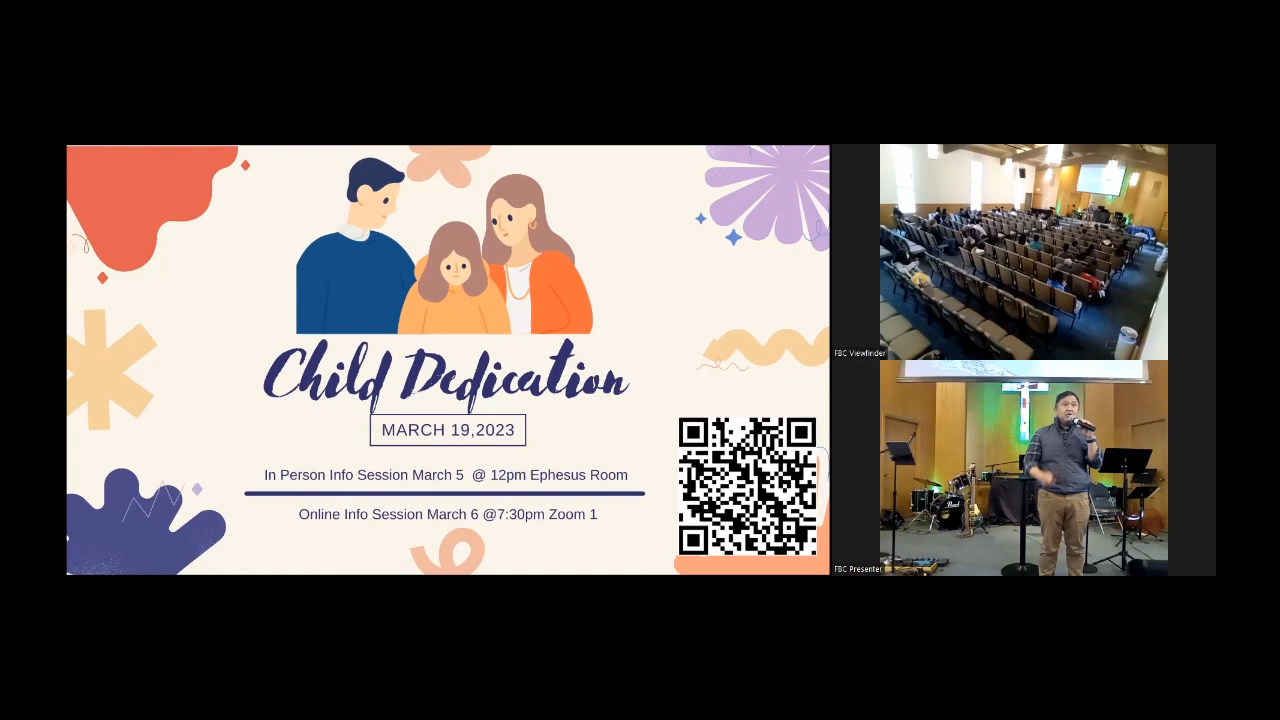 Child Dedication
MARCH 19,2023
In Person Info Session March 5  @ 12pm Ephesus Room
Online Info Session March 6 @7:30pm Zoom 1
FBC Viewfinder
FBC Presenter
Pearl